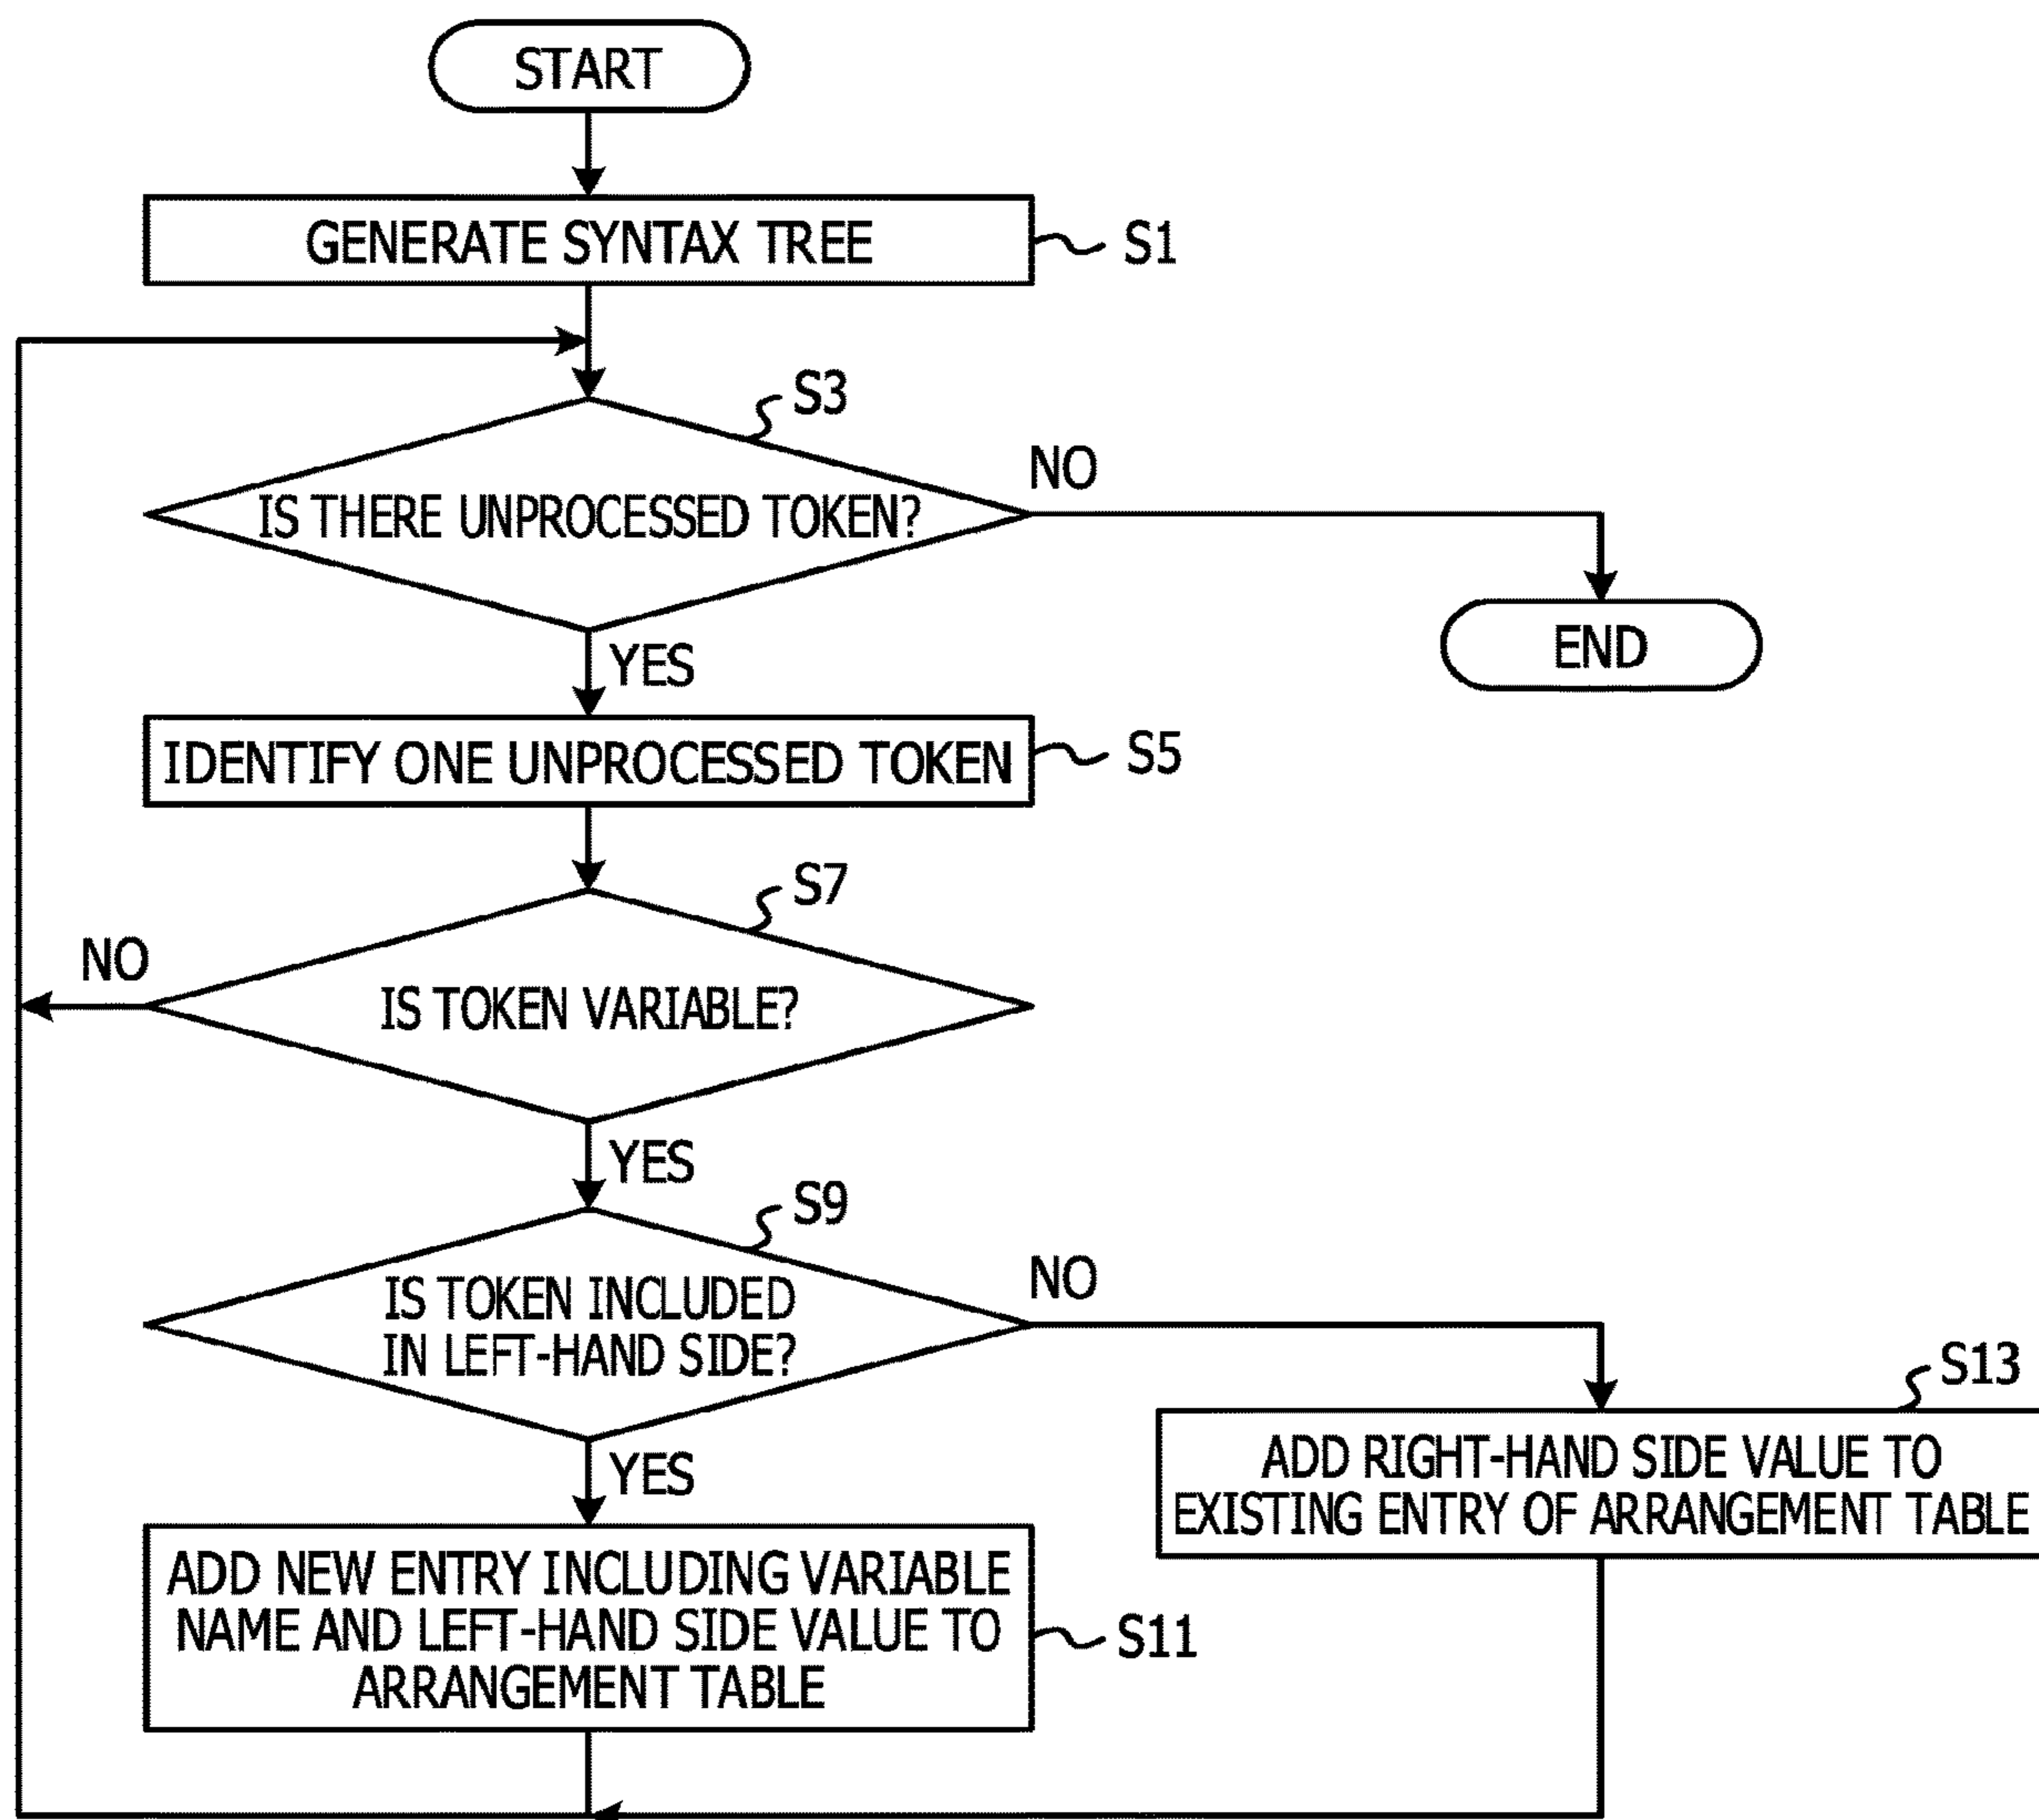 START
GENERATE SYNTAX TREE
S1
S3
IS THERE UNPROCESSED TOKEN?
NO
END
YES
IDENTIFY ONE UNPROCESSED TOKEN
S5
S7
NO
IS TOKEN VARIABLE?
YES
S9
IS TOKEN INCLUDED
IN LEFT-HAND SIDE?
NO
S13
ADD RIGHT-HAND SIDE VALUE TO
EXISTING ENTRY OF ARRANGEMENT TABLE
YES
ADD NEW ENTRY INCLUDING VARIABLE
NAME AND LEFT-HAND SIDE VALUE TO
ARRANGEMENT TABLE
S11